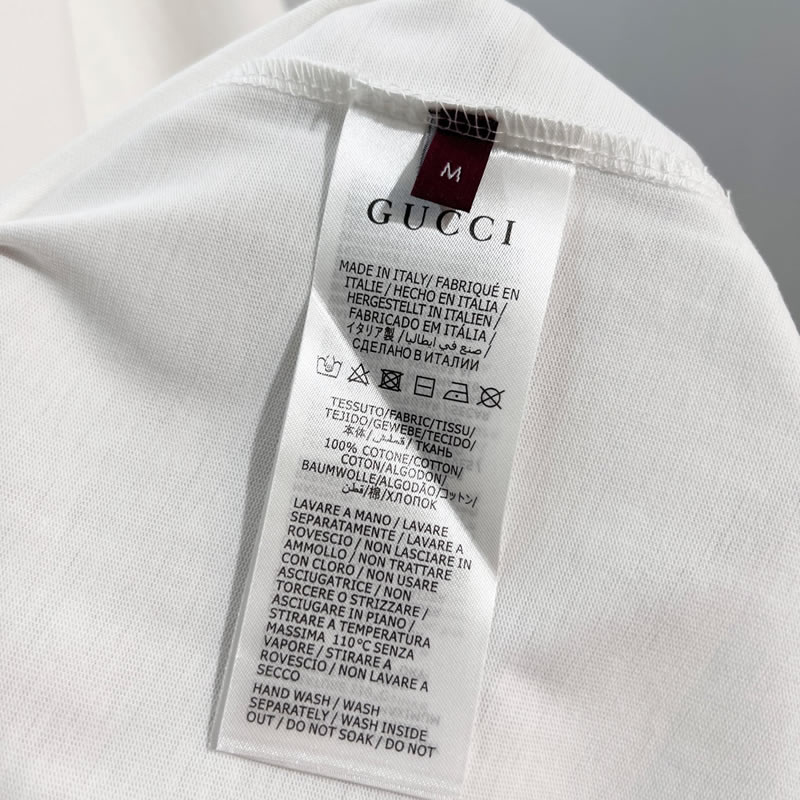 M
GUCCI
MADE IN ITALY/ FABRIQUÉ EN
ITALIE / HECHO EN ITALIA /
HERGESTELLT IN ITALIEN /
FABRICADO EM ITÁLIA /
イタリア製 / صنع في إيطاليا /
СДЕЛАНО В ИТАЛИИ
TESSUTO/FABRIC/TISSU/
TEJIDO/GEWEBE/TECIDO/
本体/قماش/ ТКАНЬ
100% COTONE/COTTON/
COTON/ALGODON/
BAUMWOLLE/ALGODÃO/コットン/
قطن/棉/ХЛОПОК
LAVARE A MANO / LAVARE
SEPARATAMENTE / LAVARE A
ROVESCIO / NON LASCIARE IN
AMMOLLO / NON TRATTARE
CON CLORO / NON USARE
ASCIUGATRICE / NON
TORCERE O STRIZZARE /
ASCIUGARE IN PIANO /
STIRARE A TEMPERATURA
MASSIMA 110°C SENZA
VAPORE / STIRARE A
ROVESCIO / NON LAVARE A
SECCO
HAND WASH / WASH
SEPARATELY / WASH INSIDE
OUT / DO NOT SOAK / DO NOT